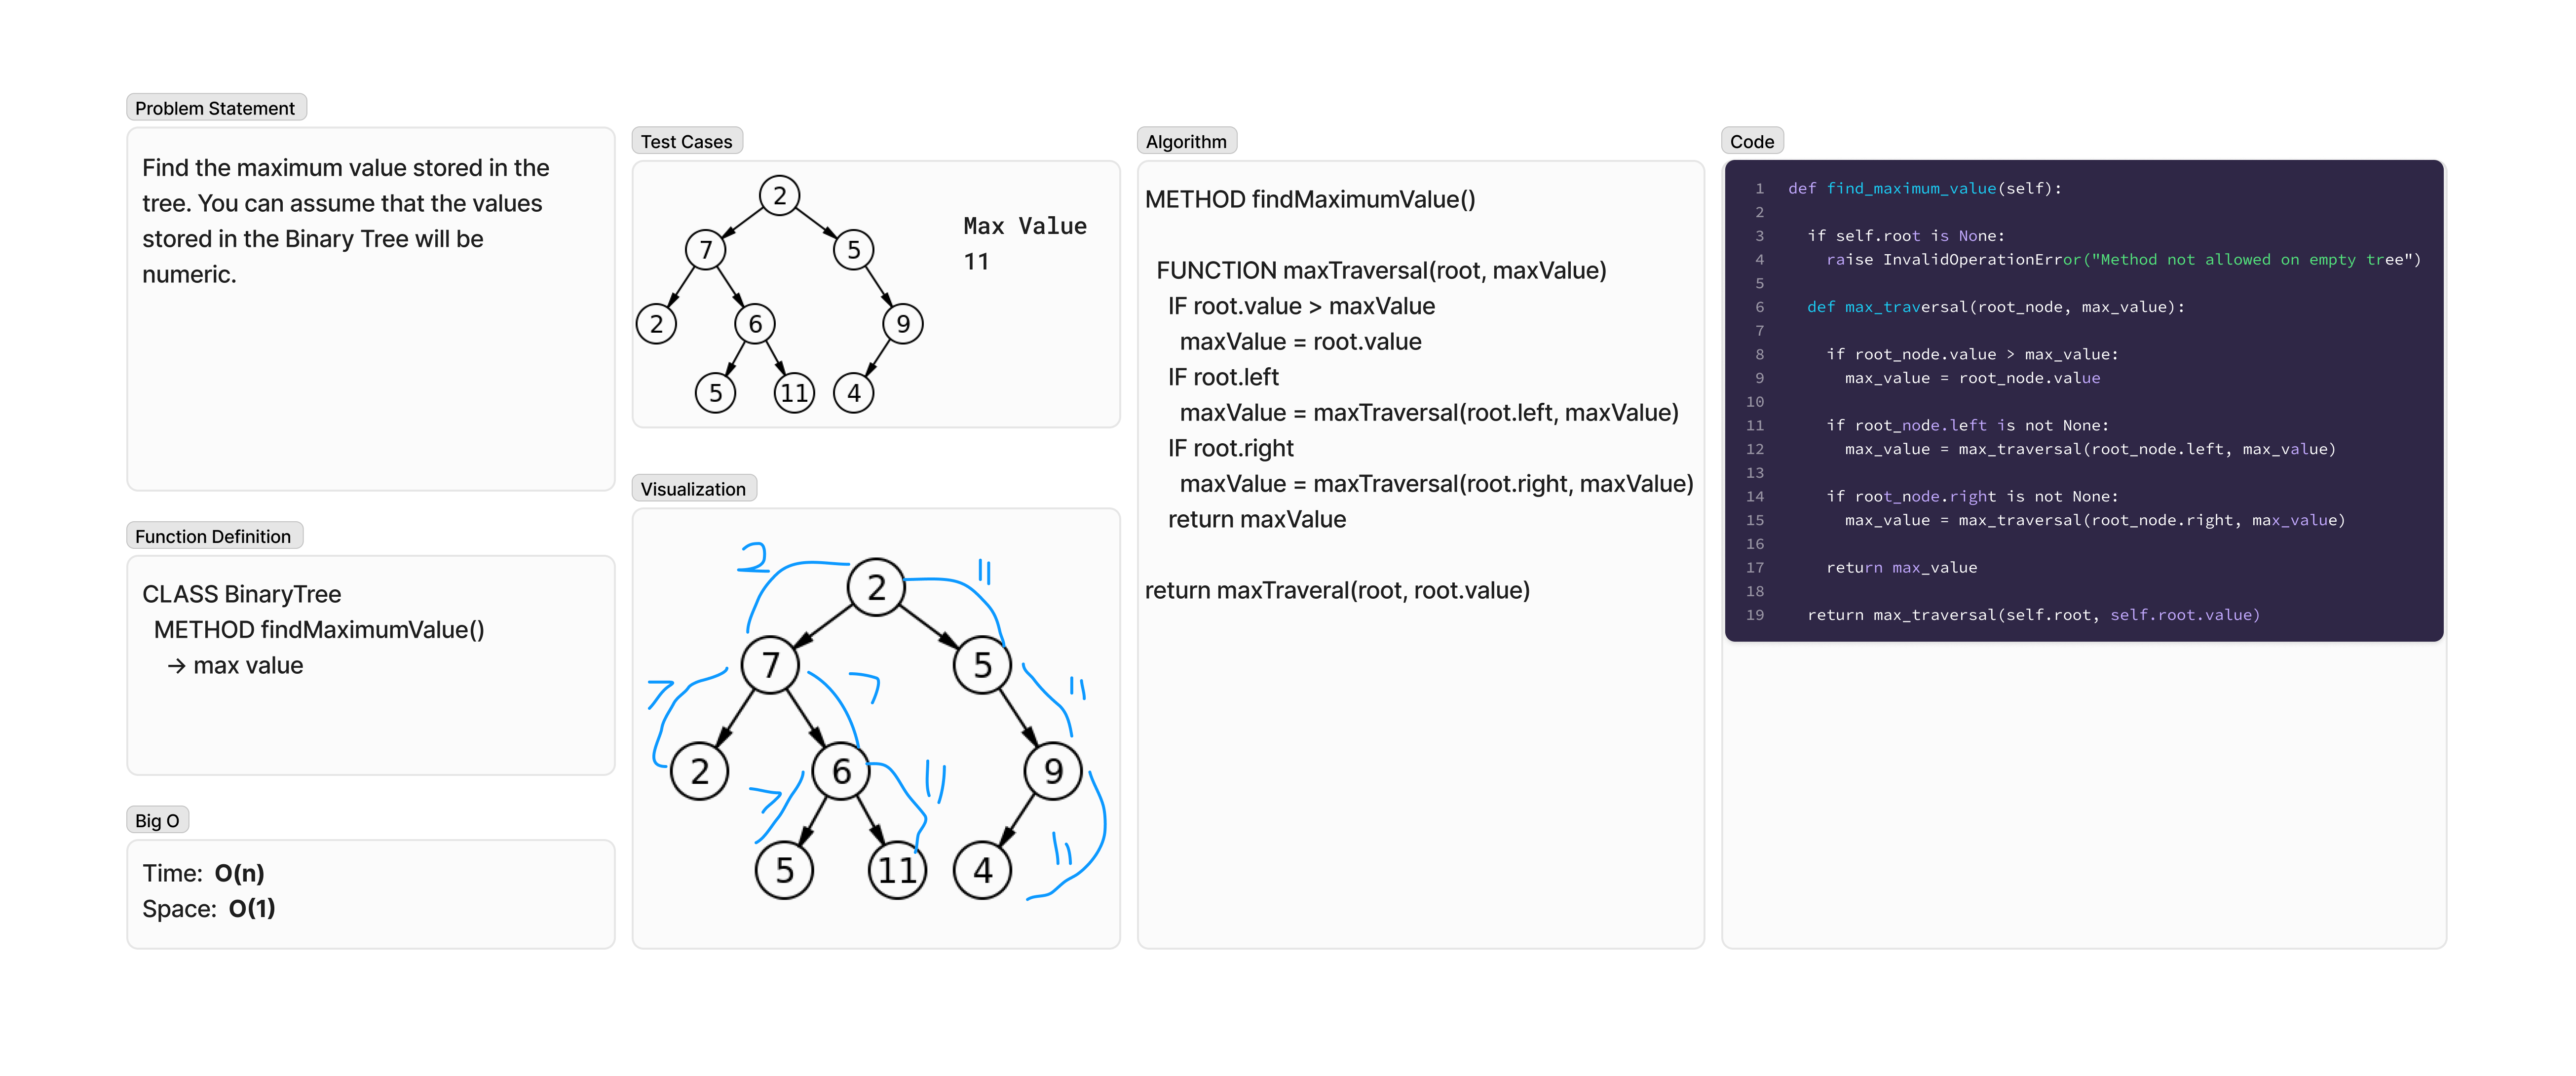 Problem Statement
Find the maximum value stored in the
tree. You can assume that the values
stored in the Binary Tree will be
numeric.
Function Definition
CLASS BinaryTree
METHOD findMaximumValue()
→ max value
Big O
Time: O(n)
Space: O(1)
Test Cases
2
7 5
2 6 9
5 11 4
Max Value
11
Visualization
2 11
2
7 5
7 7 11
2 6 9
7 11 11
5 11 4
Algorithm
METHOD findMaximumValue()
FUNCTION maxTraversal(root, maxValue)
IF root.value > maxValue
maxValue = root.value
IF root.left
maxValue = maxTraversal(root.left, maxValue)
IF root.right
maxValue = maxTraversal(root.right, maxValue)
return maxValue
return maxTraveral(root, root.value)
Code
1 def find_maximum_value(self):
2
3 if self.root is None:
4 raise InvalidOperationError("Method not allowed on empty tree")
5
6 def max_traversal(root_node, max_value):
7
8 if root_node.value > max_value:
9 max_value = root_node.value
10
11 if root_node.left is not None:
12 max_value = max_traversal(root_node.left, max_value)
13
14 if root_node.right is not None:
15 max_value = max_traversal(root_node.right, max_value)
16
17 return max_value
18
19 return max_traversal(self.root, self.root.value)